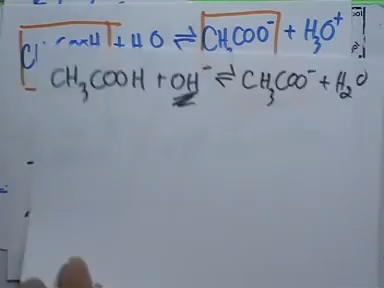 + H₂O ⇌ CH₃COO⁻ + H₃O⁺
CH₃COOH + OH⁻ ⇌ CH₃COO⁻ + H₂O